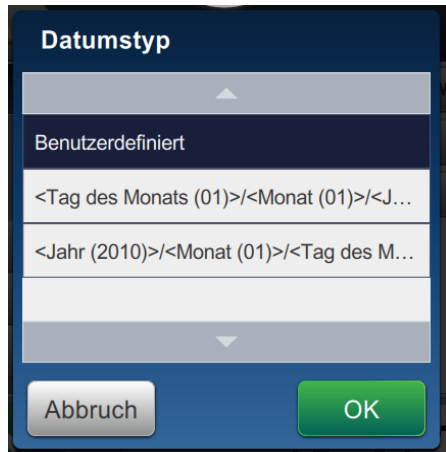 Datumstyp
Benutzerdefiniert
<Tag des Monats (01)>/<Monat (01)>/<J...
<Jahr (2010)>/<Monat (01)>/<Tag des M...
Abbruch
OK